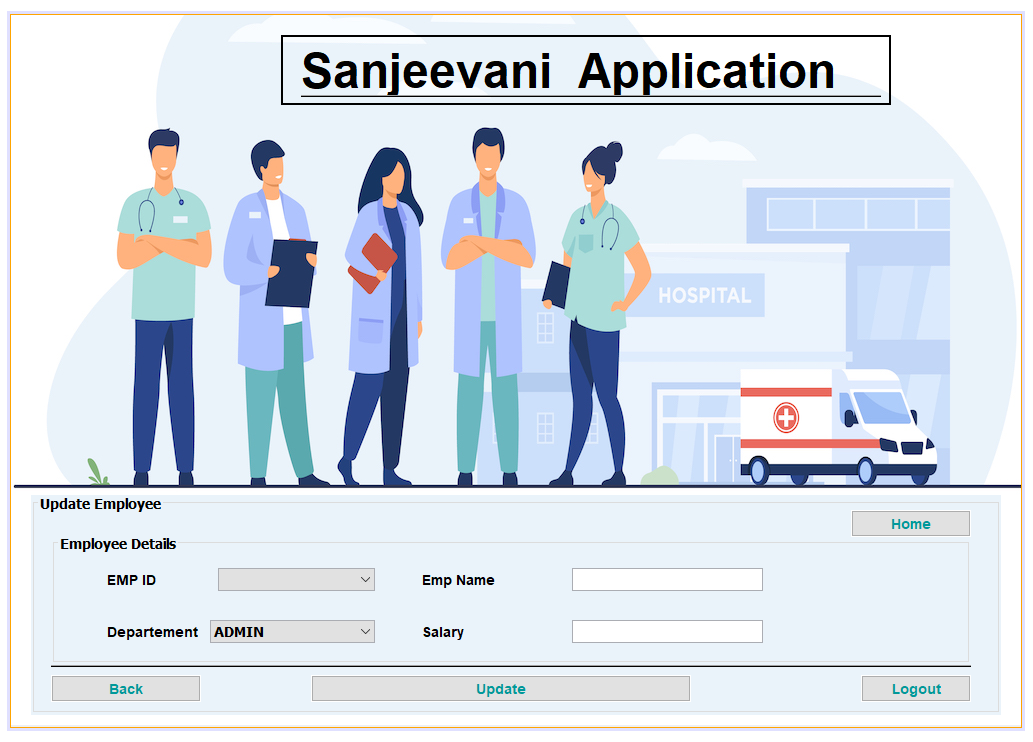 Sanjeevani Application
HOSPITAL
Update Employee
Home
Employee Details
EMP ID
Emp Name
Departement ADMIN
Salary
Back
Update
Logout